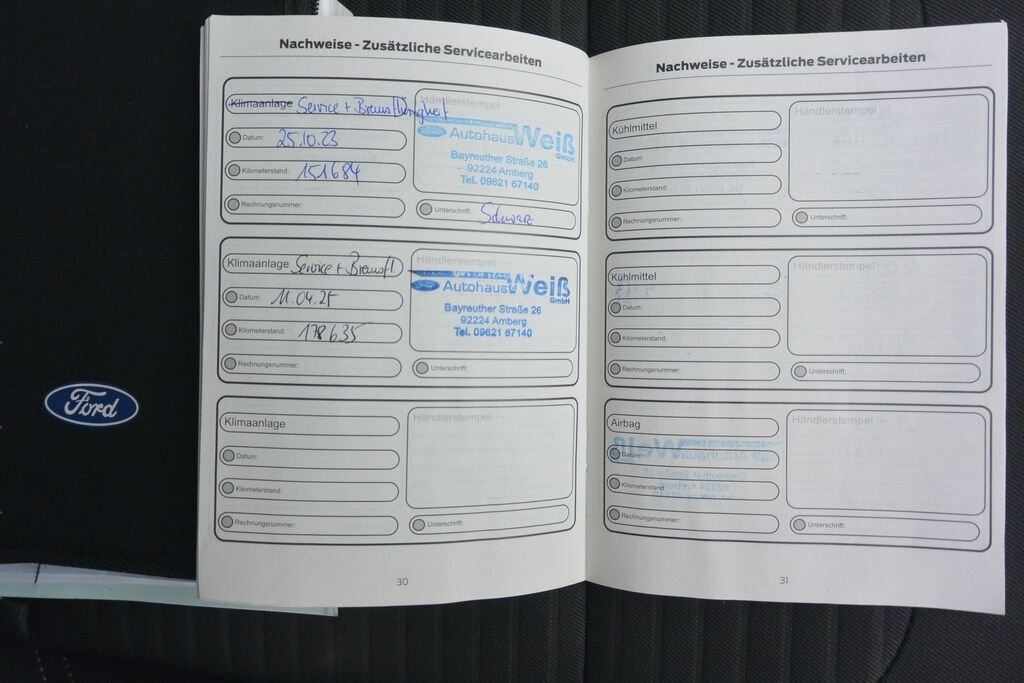 Nachweise - Zusätzliche Servicearbeiten
Klimaanlage Service + Bremsflüssigkeit
Händlerstempel
Datum: 25.10.23
Kilometerstand: 151684
Rechnungsnummer:
Autohaus Weiß GmbH
Bayreuther Straße 26
92224 Amberg
Tel. 09621 67140
Unterschrift: Schwarz
Klimaanlage Service + Bremsfl.
Händlerstempel
Datum: 11.04.25
Kilometerstand: 178635
Rechnungsnummer:
Ford Autohaus Weiß GmbH
Bayreuther Straße 26
92224 Amberg
Tel. 09621 67140
Unterschrift:
Klimaanlage
Händlerstempel
Datum:
Kilometerstand:
Rechnungsnummer:
Unterschrift:
30
Nachweise - Zusätzliche Servicearbeiten
Kühlmittel
Händlerstempel
Datum:
Kilometerstand:
Rechnungsnummer:
Unterschrift:
Kühlmittel
Händlerstempel
Datum:
Kilometerstand:
Rechnungsnummer:
Unterschrift:
Airbag
Händlerstempel
Datum:
Kilometerstand:
Rechnungsnummer:
Unterschrift:
31
Ford